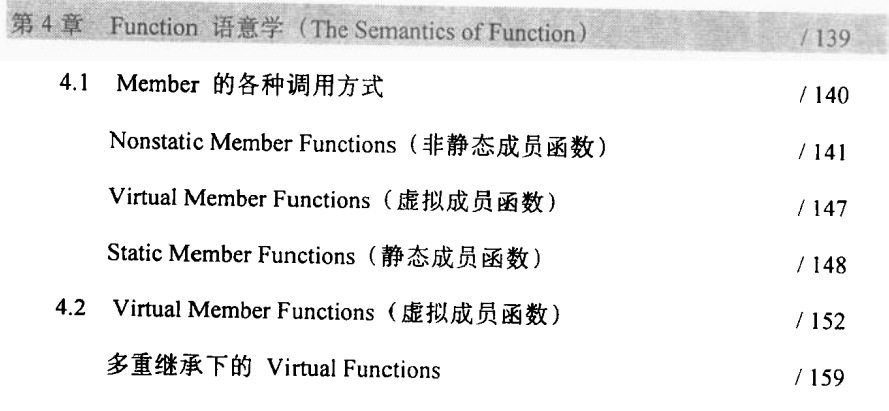 第 4 章 Function 语意学（The Semantics of Function） / 139
4.1 Member 的各种调用方式 / 140
Nonstatic Member Functions（非静态成员函数） / 141
Virtual Member Functions（虚拟成员函数） / 147
Static Member Functions（静态成员函数） / 148
4.2 Virtual Member Functions（虚拟成员函数） / 152
多重继承下的 Virtual Functions / 159